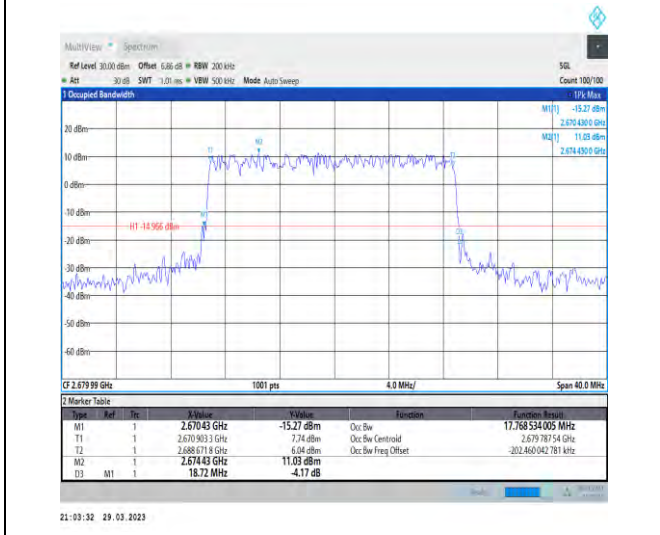 MultiView Spectrum
Ref Level 30.00 dBm Offset 6.86 dB RBW 200 kHz SGL
Att 30 dB SWT 1.01 ms VBW 500 kHz Mode Auto Sweep Count 100/100
1 Occupied Bandwidth 1Pk Max
M1[1] -15.27 dBm
2.670 430 0 GHz
M2[1] 11.03 dBm
2.674 430 0 GHz
20 dBm
M2
T1 T2
10 dBm
0 dBm
-10 dBm
M1
H1 -14.966 dBm
D3
-20 dBm
-30 dBm
-40 dBm
-50 dBm
-60 dBm
CF 2.679 99 GHz 1001 pts 4.0 MHz/ Span 40.0 MHz
2 Marker Table
Type Ref Trc X-Value Y-Value Function Function Result
M1 1 2.670 43 GHz -15.27 dBm Occ Bw 17.768 534 005 MHz
T1 1 2.670 903 3 GHz 7.74 dBm Occ Bw Centroid 2.679 787 54 GHz
T2 1 2.688 671 8 GHz 6.04 dBm Occ Bw Freq Offset -202.460 042 781 kHz
M2 1 2.674 43 GHz 11.03 dBm
D3 M1 1 18.72 MHz -4.17 dB
21:03:32 29.03.2023